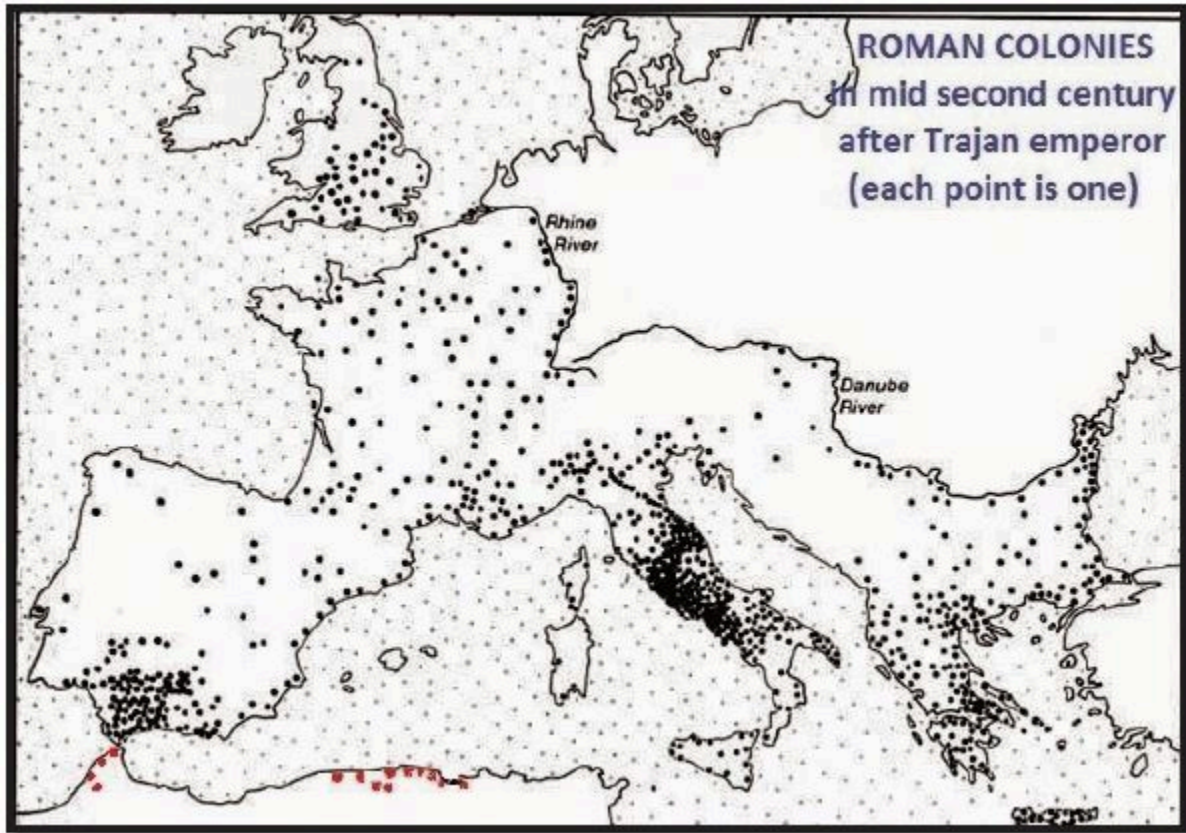 ROMAN COLONIES
in mid second century
after Trajan emperor
(each point is one)
Rhine
River
Danube
River